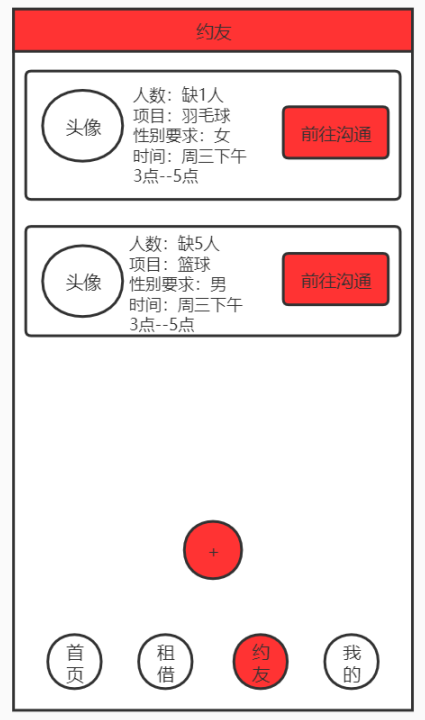 约友
头像
人数：缺1人
项目：羽毛球
性别要求：女
时间：周三下午
3点--5点
前往沟通
头像
人数：缺5人
项目：篮球
性别要求：男
时间：周三下午
3点--5点
前往沟通
+
首
页
租
借
约
友
我
的